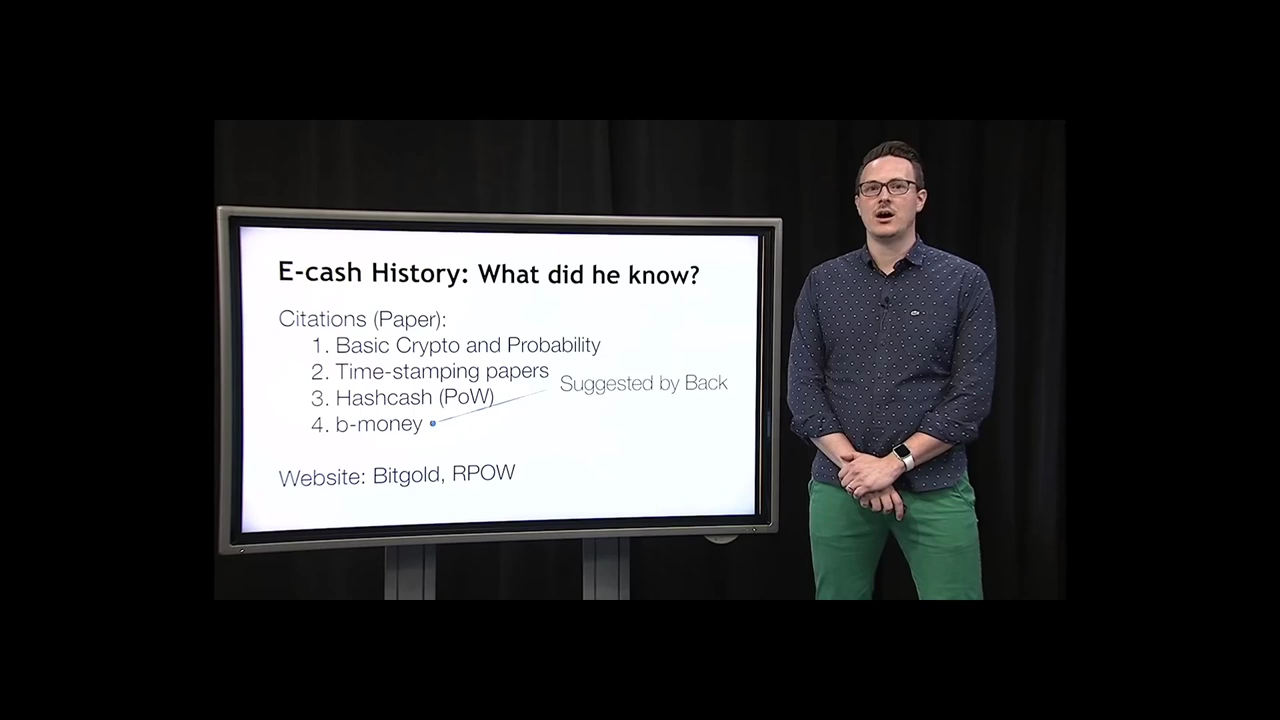 E-cash History: What did he know?
Citations (Paper):
1. Basic Crypto and Probability
2. Time-stamping papers
3. Hashcash (PoW)
Suggested by Back
4. b-money
Website: Bitgold, RPOW